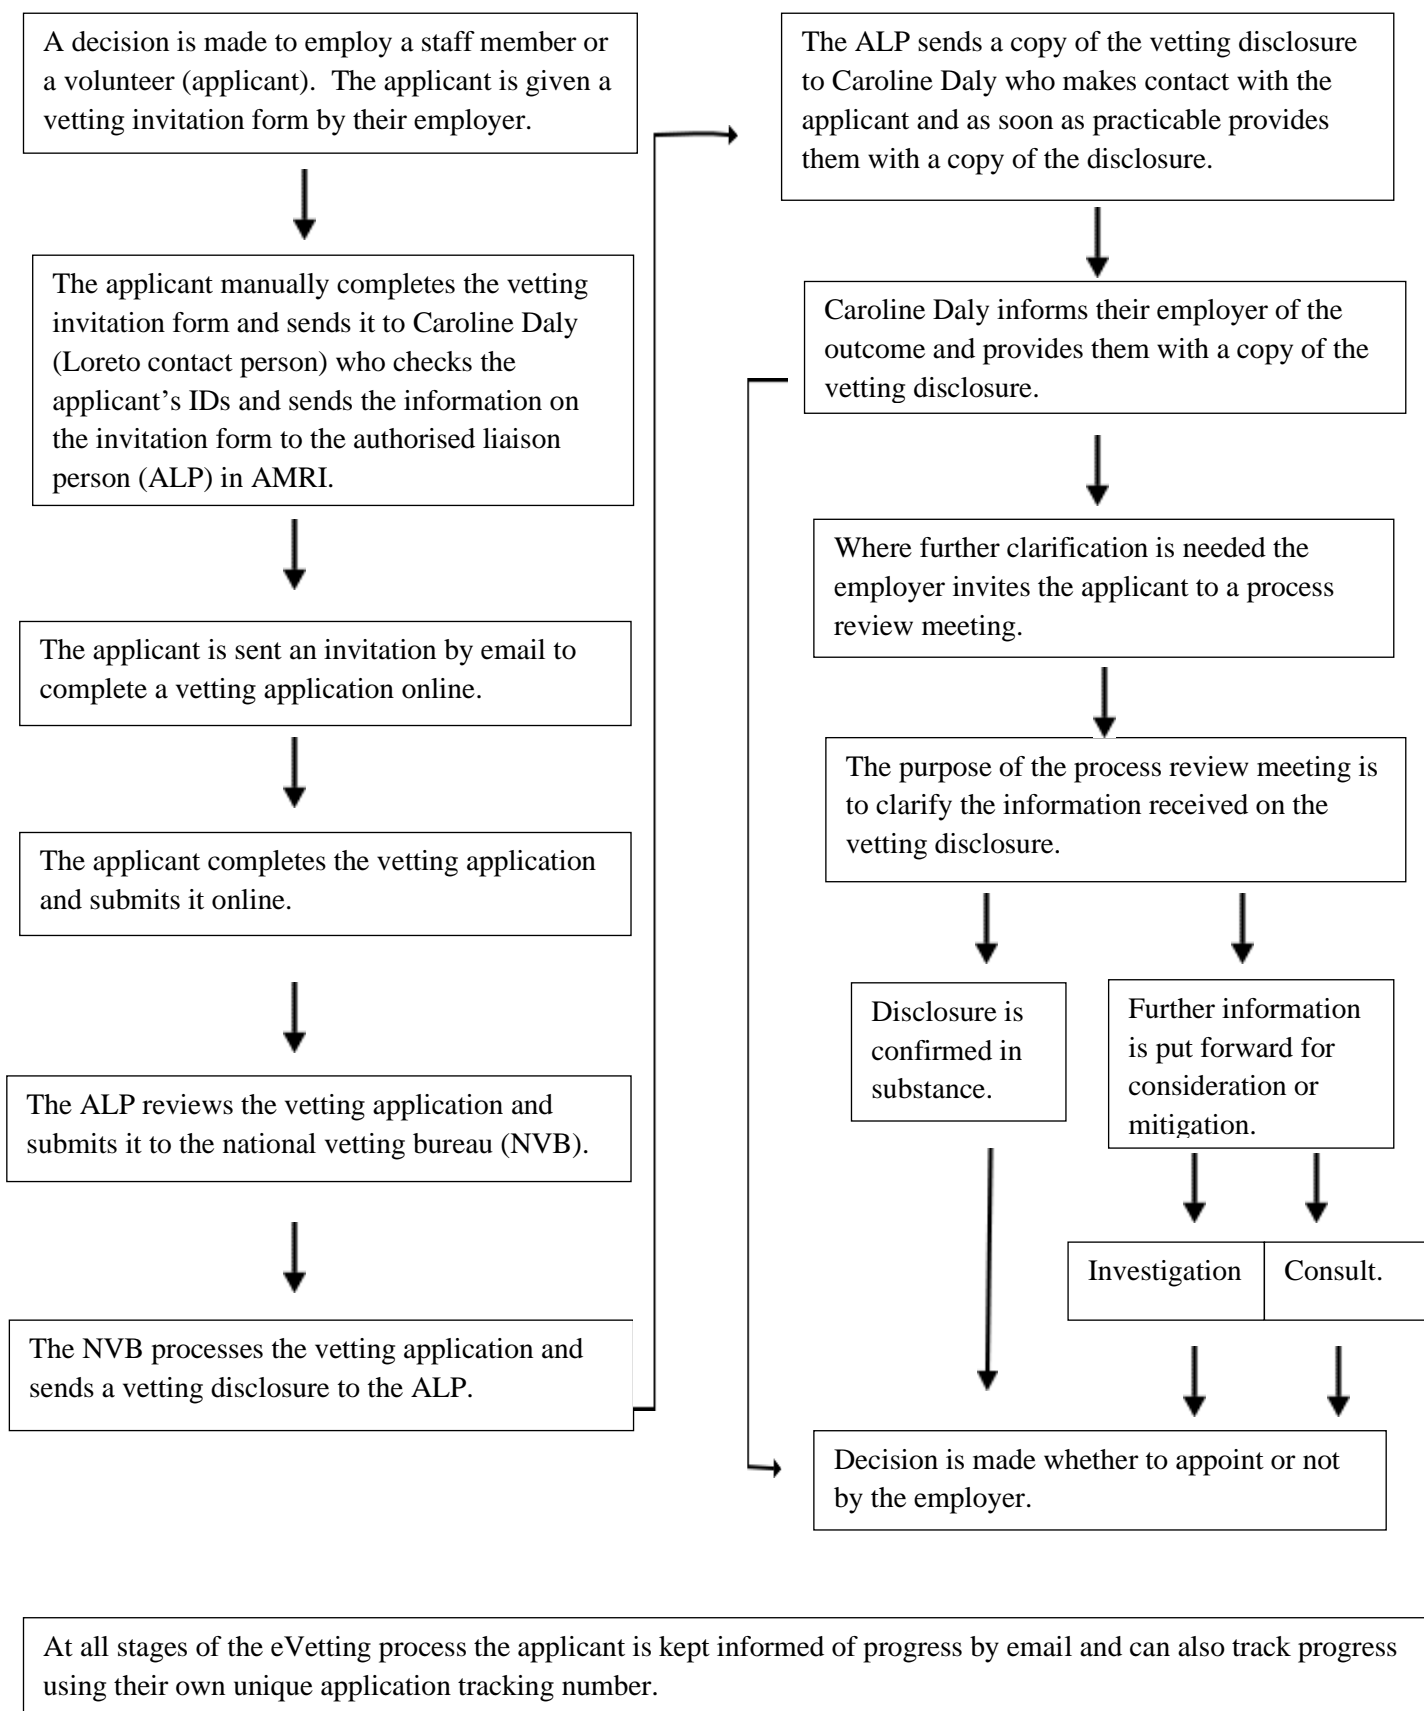 A decision is made to employ a staff member or
a volunteer (applicant).  The applicant is given a
vetting invitation form by their employer.
The applicant manually completes the vetting
invitation form and sends it to Caroline Daly
(Loreto contact person) who checks the
applicant’s IDs and sends the information on
the invitation form to the authorised liaison
person (ALP) in AMRI.
The applicant is sent an invitation by email to
complete a vetting application online.
The applicant completes the vetting application
and submits it online.
The ALP reviews the vetting application and
submits it to the national vetting bureau (NVB).
The NVB processes the vetting application and
sends a vetting disclosure to the ALP.
The ALP sends a copy of the vetting disclosure
to Caroline Daly who makes contact with the
applicant and as soon as practicable provides
them with a copy of the disclosure.
Caroline Daly informs their employer of the
outcome and provides them with a copy of the
vetting disclosure.
Where further clarification is needed the
employer invites the applicant to a process
review meeting.
The purpose of the process review meeting is
to clarify the information received on the
vetting disclosure.
Disclosure is
confirmed in
substance.
Further information
is put forward for
consideration or
mitigation.
Investigation
Consult.
Decision is made whether to appoint or not
by the employer.
At all stages of the eVetting process the applicant is kept informed of progress by email and can also track progress
using their own unique application tracking number.